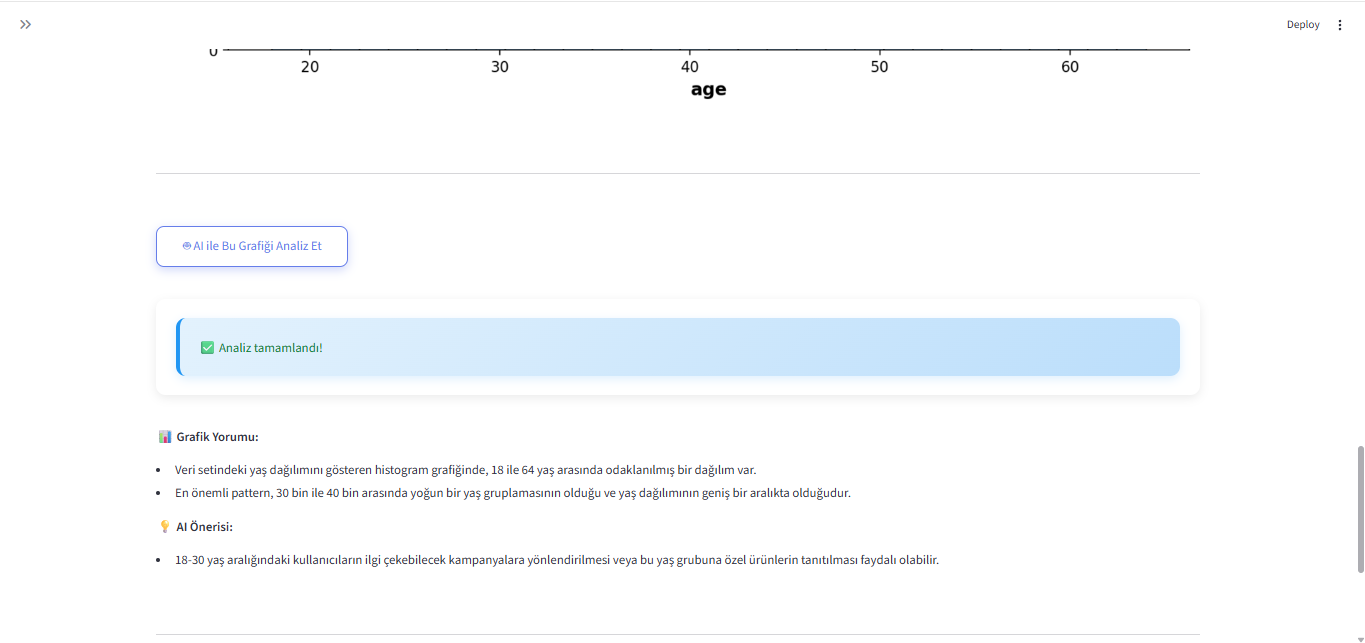 Deploy
0
20 30 40 50 60
age
AI ile Bu Grafiği Analiz Et
Analiz tamamlandı!
Grafik Yorumu:
Veri setindeki yaş dağılımını gösteren histogram grafiğinde, 18 ile 64 yaş arasında odaklanılmış bir dağılım var.
En önemli pattern, 30 bin ile 40 bin arasında yoğun bir yaş gruplamasının olduğu ve yaş dağılımının geniş bir aralıkta olduğudur.
AI Önerisi:
18-30 yaş aralığındaki kullanıcıların ilgi çekebilecek kampanyalara yönlendirilmesi veya bu yaş grubuna özel ürünlerin tanıtılması faydalı olabilir.